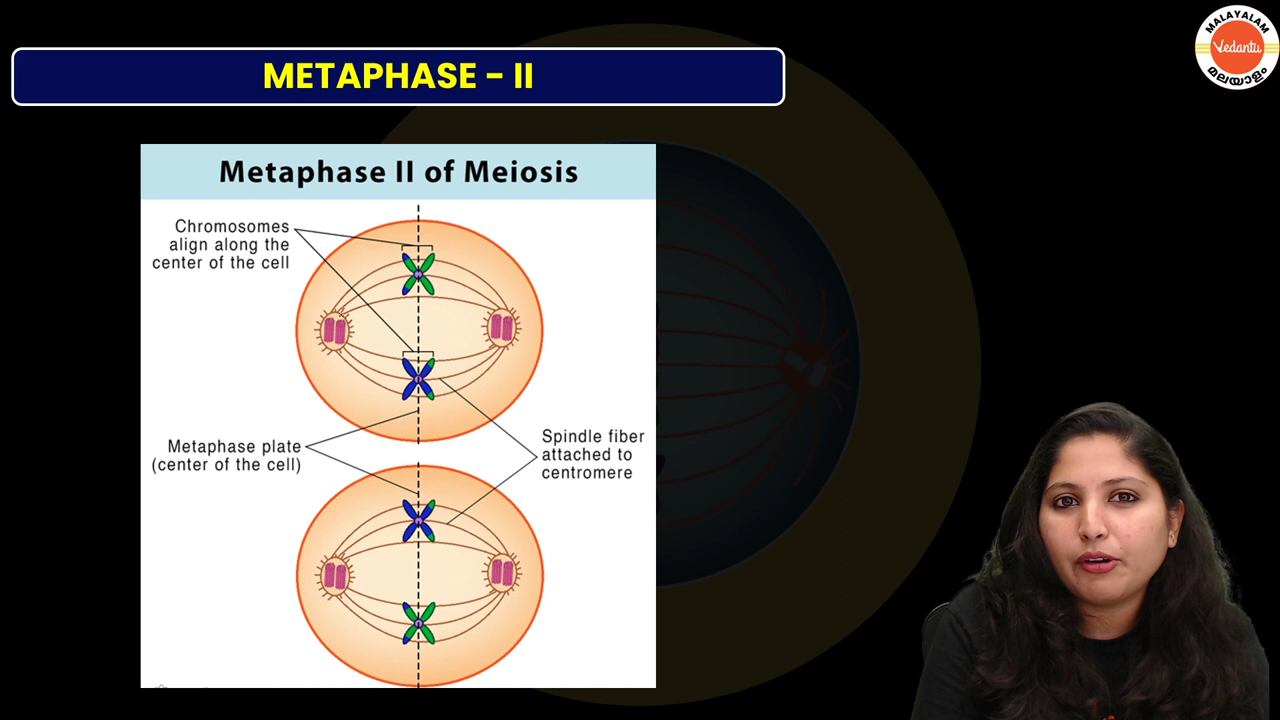 MALAYALAM
Vedantu
മലയാളം
METAPHASE - II
Metaphase II of Meiosis
Chromosomes
align along the
center of the cell
Metaphase plate
(center of the cell)
Spindle fiber
attached to
centromere